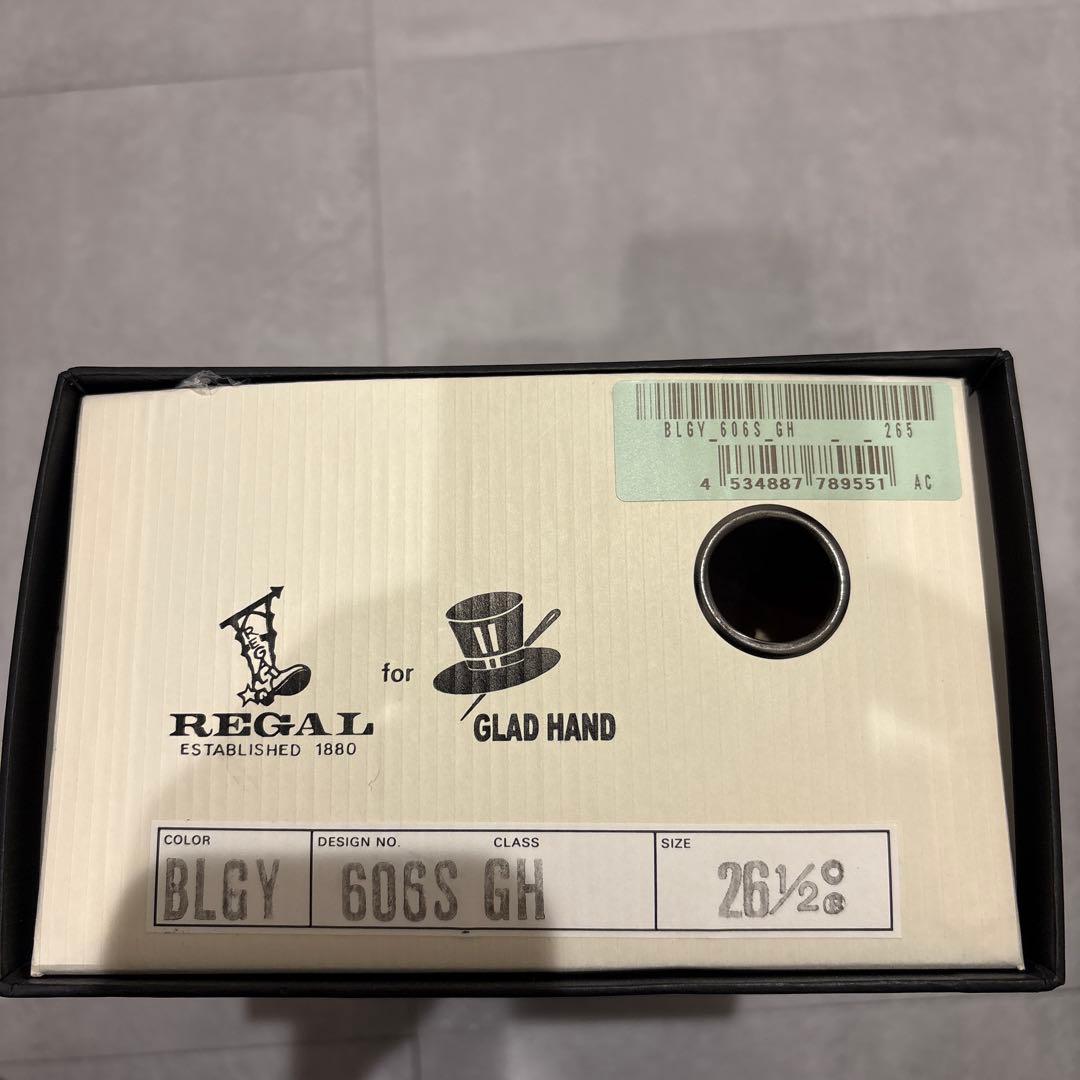 BLGY_606S_GH _ _ 265
4 534887 789551 AC
REGAL
REGAL
ESTABLISHED 1880
for
GLAD HAND
COLOR DESIGN NO. CLASS SIZE
BLGY 606S GH 26½